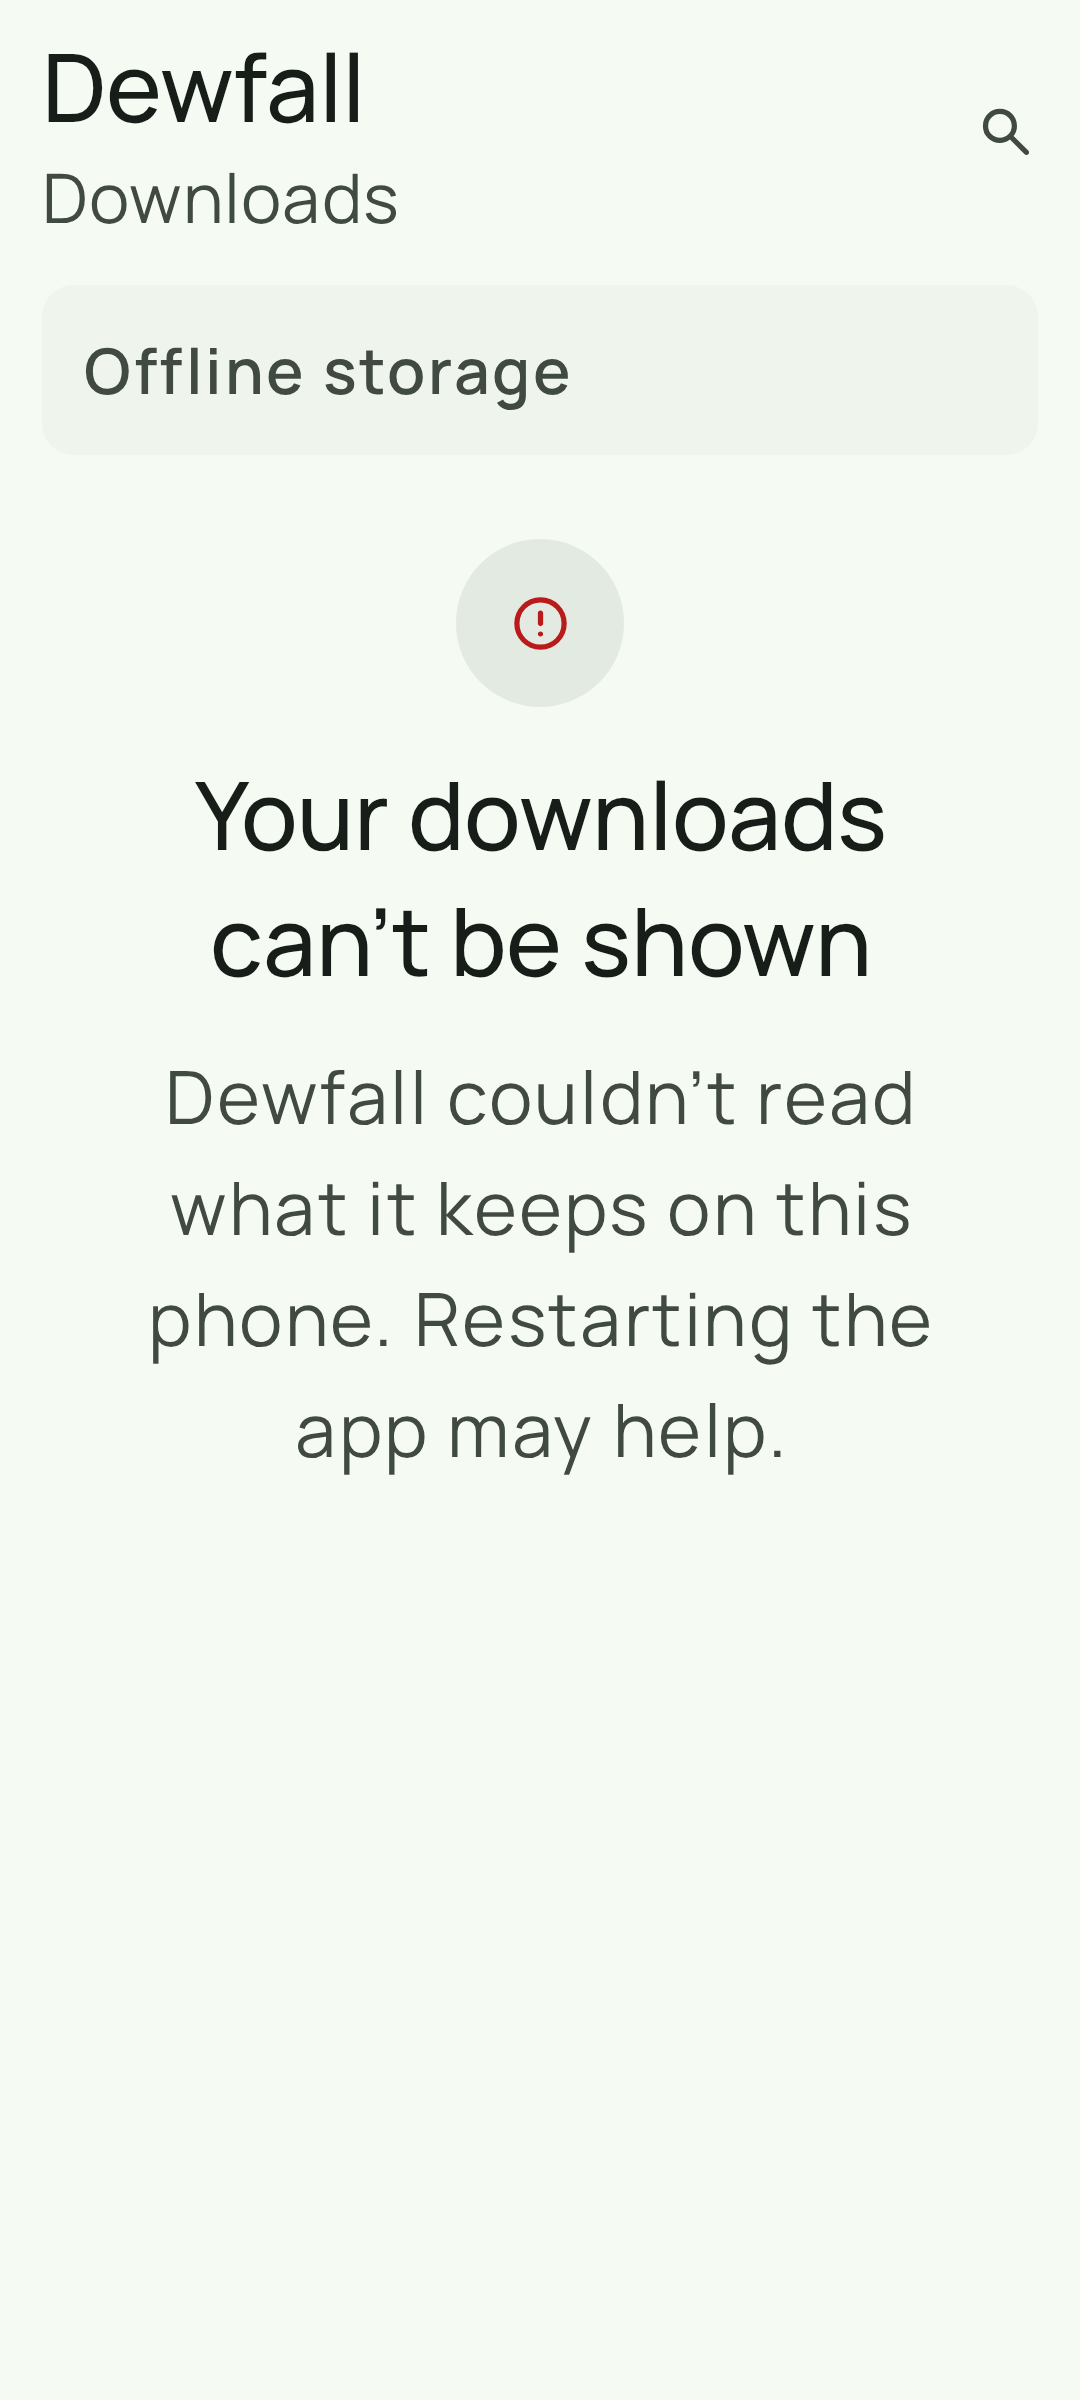 Dewfall
Downloads
Offline storage
Your downloads
can’t be shown
Dewfall couldn’t read
what it keeps on this
phone. Restarting the
app may help.